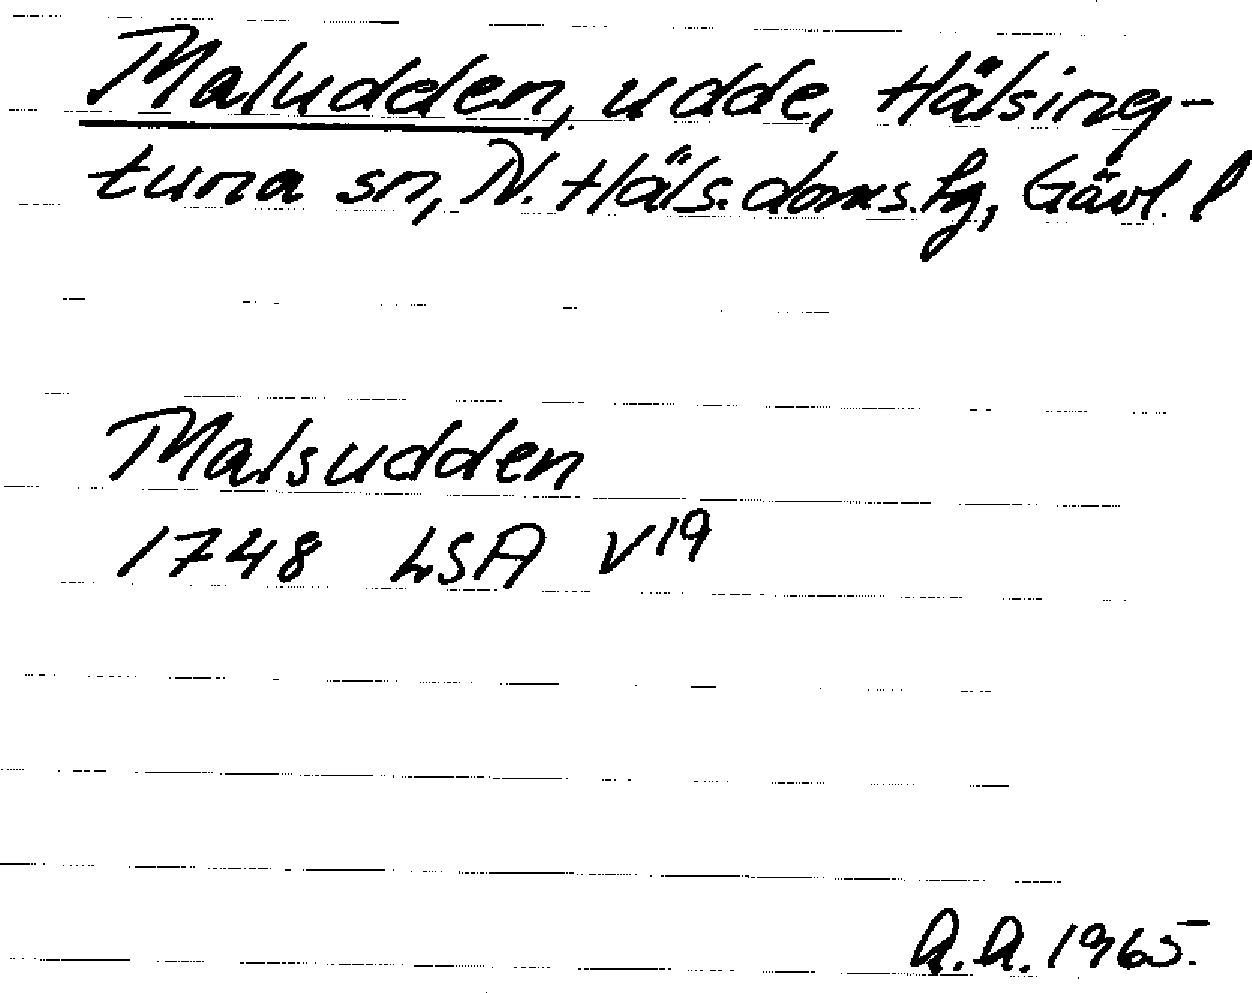 Maludden, udde, Hälsing-
tuna sn, N. Häls. doms. hg, Gävl. l
Malsudden
1748 LSA V19
A.A. 1965.